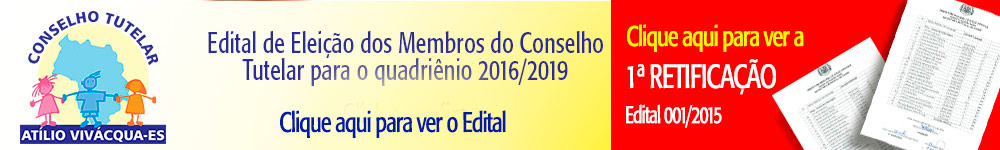 CONSELHO TUTELAR
ATÍLIO VIVÁCQUA-ES
Edital de Eleição dos Membros do Conselho
Tutelar para o quadriênio 2016/2019
Clique aqui para ver o Edital
Clique aqui para ver a
1ª RETIFICAÇÃO
Edital 001/2015